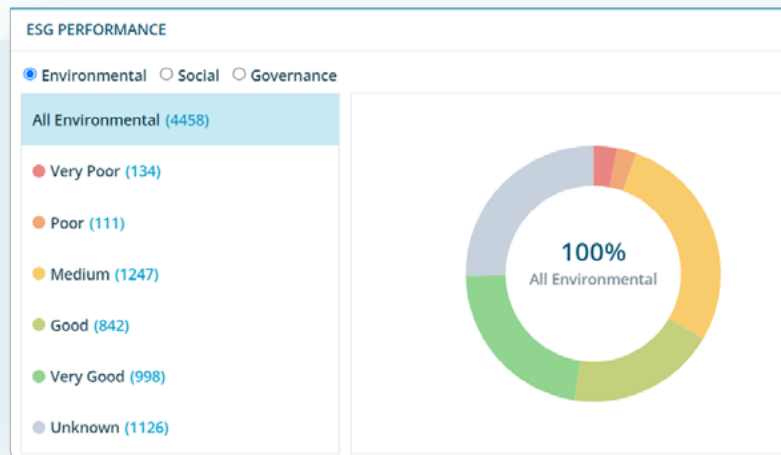 ESG PERFORMANCE
Environmental Social Governance
All Environmental (4458)
Very Poor (134)
Poor (111)
Medium (1247)
Good (842)
Very Good (998)
Unknown (1126)
100%
All Environmental